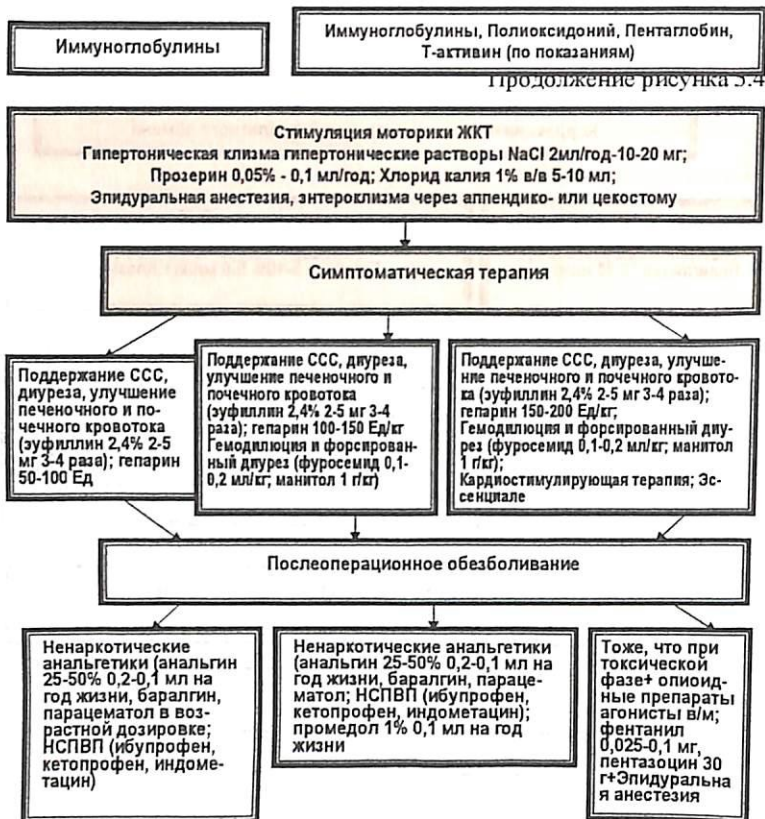 Иммуноглобулины
Иммуноглобулины, Полиоксидоний, Пентаглобин,
Т-активин (по показаниям)
Продолжение рисунка 5.4
Стимуляция моторики ЖКТ
Гипертоническая клизма гипертонические растворы NaCl 2мл/год-10-20 мг;
Прозерин 0,05% - 0,1 мл/год; Хлорид калия 1% в/в 5-10 мл;
Эпидуральная анестезия, энтероклизма через аппендико- или цекостому
Симптоматическая терапия
Поддержание ССС,
диуреза, улучшение
печеночного и по-
чечного кровотока
(эуфиллин 2,4% 2-5
мг 3-4 раза); гепарин
50-100 Ед
Поддержание ССС, диуреза,
улучшение печеночного и
почечного кровотока
(эуфиллин 2,4% 2-5 мг 3-4
раза); гепарин 100-150 Ед/кг
Гемодилюция и форсирован-
ный диурез (фуросемид 0,1-
0,2 мл/кг; манитол 1 г/кг)
Поддержание ССС, диуреза, улучше-
ние печеночного и почечного кровото-
ка (эуфиллин 2,4% 2-5 мг 3-4 раза);
гепарин 150-200 Ед/кг;
Гемодилюция и форсированный диу-
рез (фуросемид 0,1-0,2 мл/кг; манитол
1 г/кг);
Кардиостимулирующая терапия; Эс-
сенциале
Послеоперационное обезболивание
Ненаркотические
анальгетики (анальгин
25-50% 0,2-0,1 мл на
год жизни, баралгин,
парацематол в воз-
растной дозировке;
НСПВП (ибупрофен,
кетопрофен, индоме-
тацин)
Ненаркотические анальгетики
(анальгин 25-50% 0,2-0,1 мл на
год жизни, баралгин, параце-
матол; НСПВП (ибупрофен,
кетопрофен, индометацин);
промедол 1% 0,1 мл на год
жизни
Тоже, что при
токсической
фазе+ опиоид-
ные препараты
агонисты в/м;
фентанил
0,025-0,1 мг,
пентазоцин 30
г+Эпидуральна
я анестезия